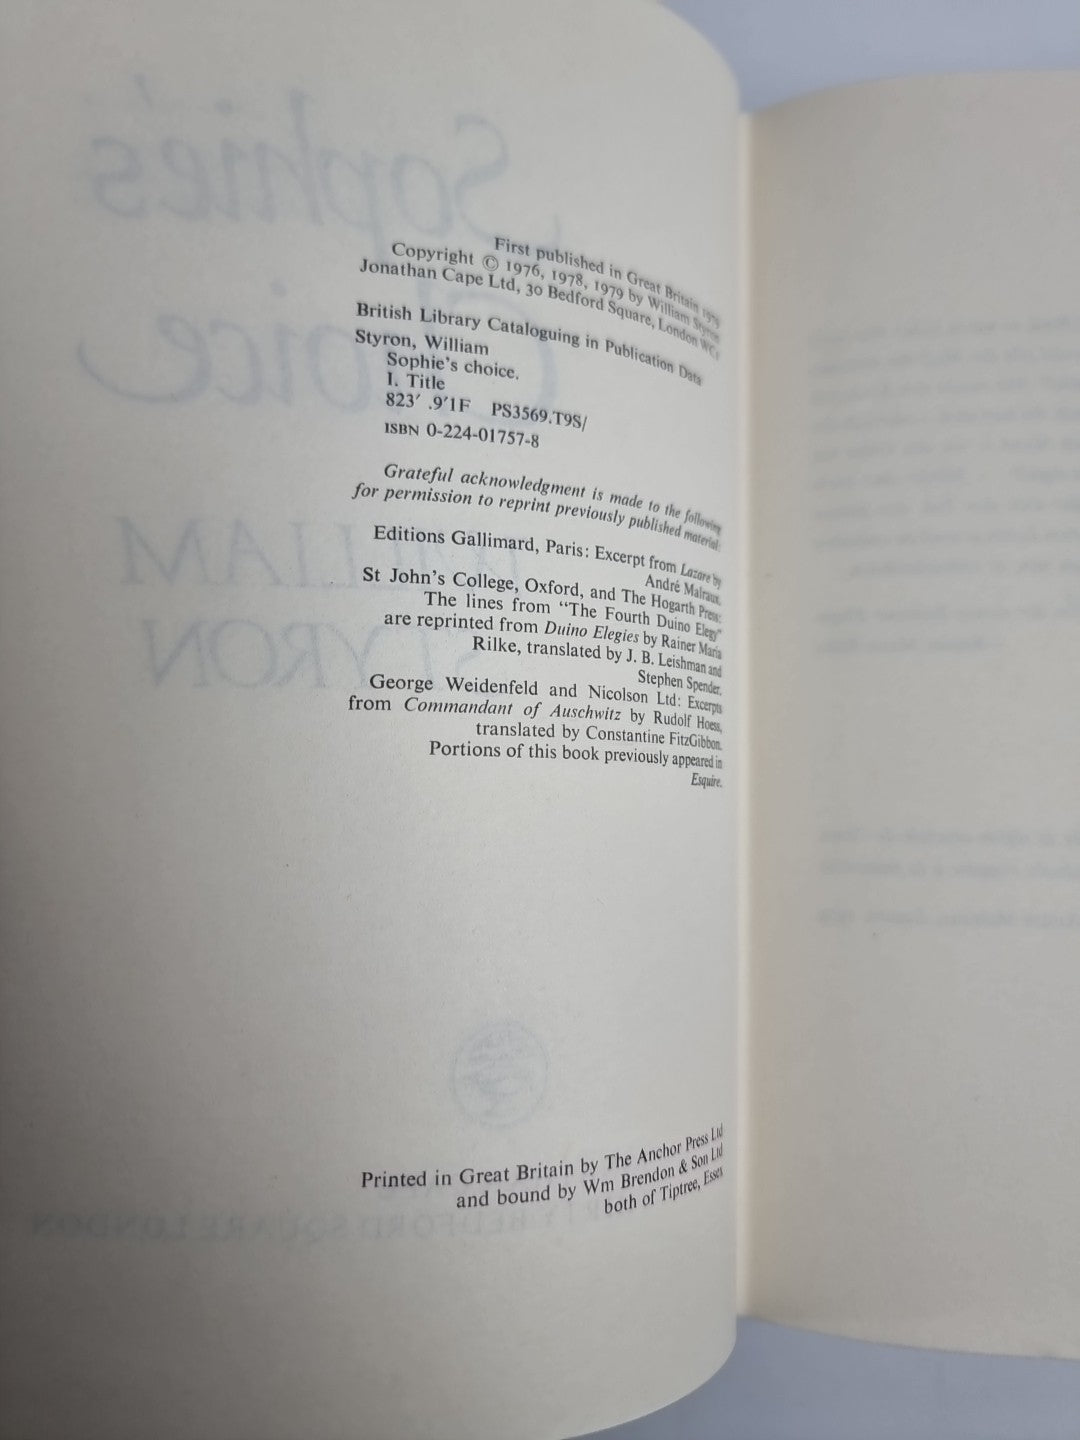 First published in Great Britain 1979
Copyright © 1976, 1978, 1979 by William Styron
Jonathan Cape Ltd, 30 Bedford Square, London WC1
British Library Cataloguing in Publication Data
Styron, William
Sophie's choice.
I. Title
823′ .9′1F PS3569.T9S/
ISBN 0-224-01757-8
Grateful acknowledgment is made to the following
for permission to reprint previously published material:
Editions Gallimard, Paris: Excerpt from Lazare by
André Malraux.
St John's College, Oxford, and The Hogarth Press:
The lines from "The Fourth Duino Elegy"
are reprinted from Duino Elegies by Rainer Maria
Rilke, translated by J. B. Leishman and
Stephen Spender.
George Weidenfeld and Nicolson Ltd: Excerpts
from Commandant of Auschwitz by Rudolf Hoess,
translated by Constantine FitzGibbon.
Portions of this book previously appeared in
Esquire.
Printed in Great Britain by The Anchor Press Ltd
and bound by Wm Brendon & Son Ltd
both of Tiptree, Essex